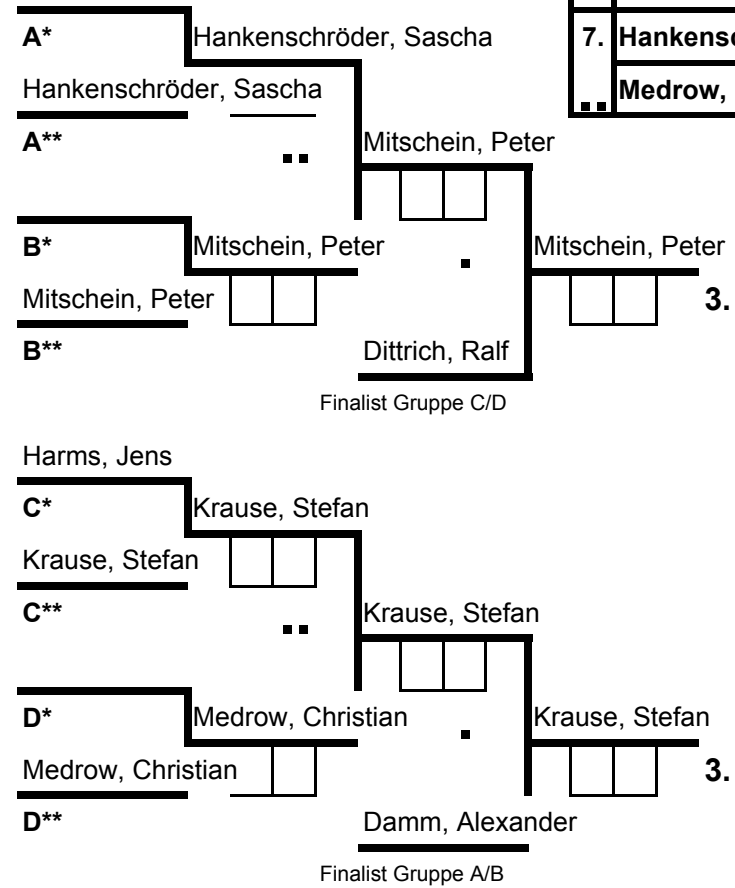 A*
Hankenschröder, Sascha
7.
Hankenschröder, Sascha
Medrow,
A**
Mitschein, Peter
B*
Mitschein, Peter
Mitschein, Peter
Mitschein, Peter
3.
B**
Dittrich, Ralf
Finalist Gruppe C/D
Harms, Jens
C*
Krause, Stefan
Krause, Stefan
C**
Krause, Stefan
D*
Medrow, Christian
Krause, Stefan
Medrow, Christian
3.
D**
Damm, Alexander
Finalist Gruppe A/B